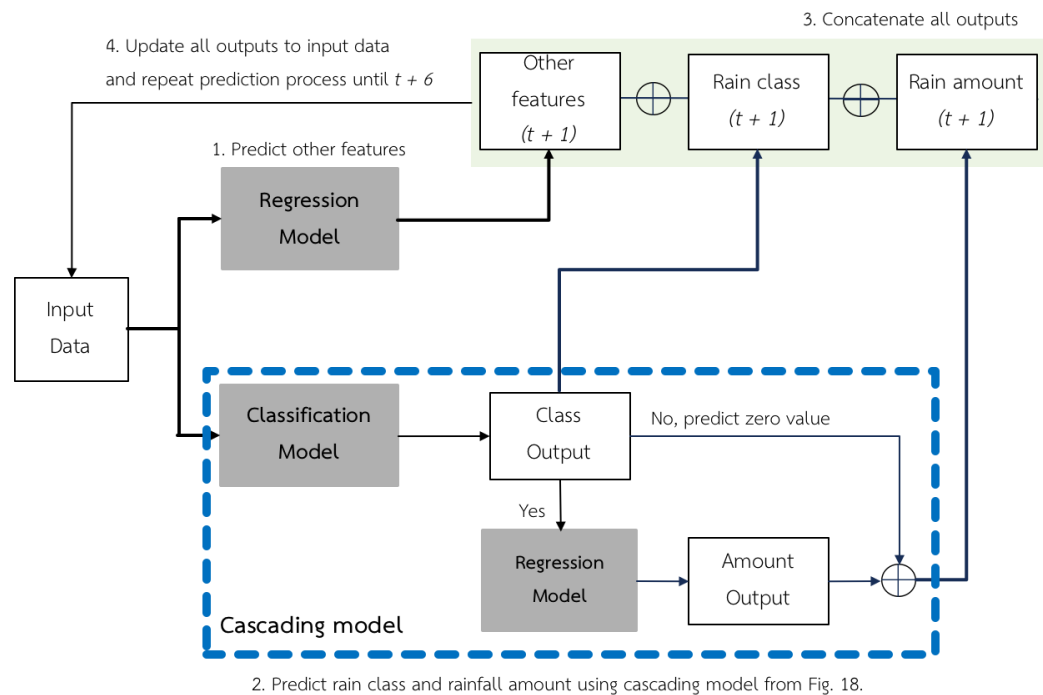 3. Concatenate all outputs
4. Update all outputs to input data
and repeat prediction process until t + 6
Other
features
(t + 1)
Rain class
(t + 1)
Rain amount
(t + 1)
1. Predict other features
Regression
Model
Input
Data
Classification
Model
Class
Output
No, predict zero value
Yes
Regression
Model
Amount
Output
Cascading model
2. Predict rain class and rainfall amount using cascading model from Fig. 18.